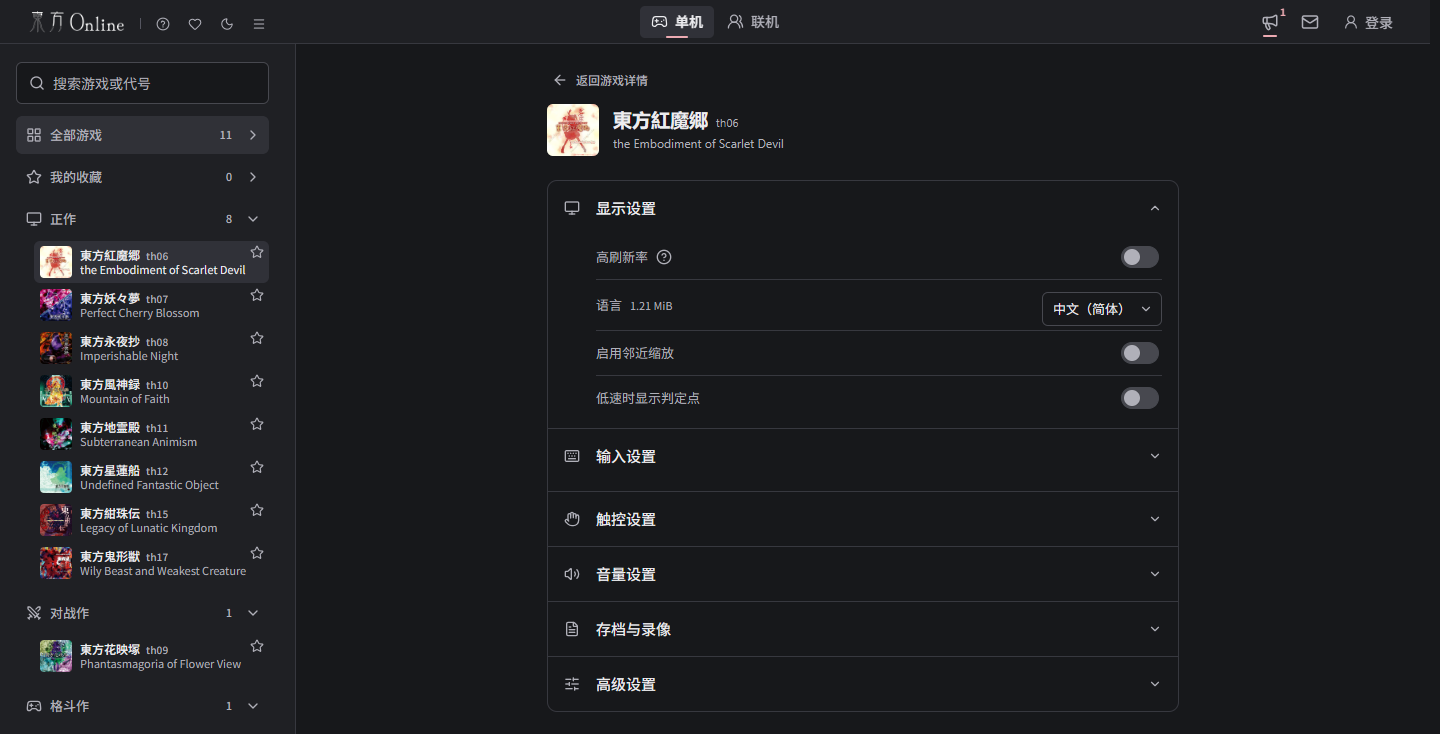 東方Online
单机
联机
1
登录
搜索游戏或代号
全部游戏 11
我的收藏 0
正作 8
東方紅魔郷 th06
the Embodiment of Scarlet Devil
東方妖々夢 th07
Perfect Cherry Blossom
東方永夜抄 th08
Imperishable Night
東方風神録 th10
Mountain of Faith
東方地霊殿 th11
Subterranean Animism
東方星蓮船 th12
Undefined Fantastic Object
東方紺珠伝 th15
Legacy of Lunatic Kingdom
東方鬼形獣 th17
Wily Beast and Weakest Creature
对战作 1
東方花映塚 th09
Phantasmagoria of Flower View
格斗作 1
返回游戏详情
東方紅魔郷 th06
the Embodiment of Scarlet Devil
显示设置
高刷新率
语言 1.21 MiB
中文（简体）
启用邻近缩放
低速时显示判定点
输入设置
触控设置
音量设置
存档与录像
高级设置